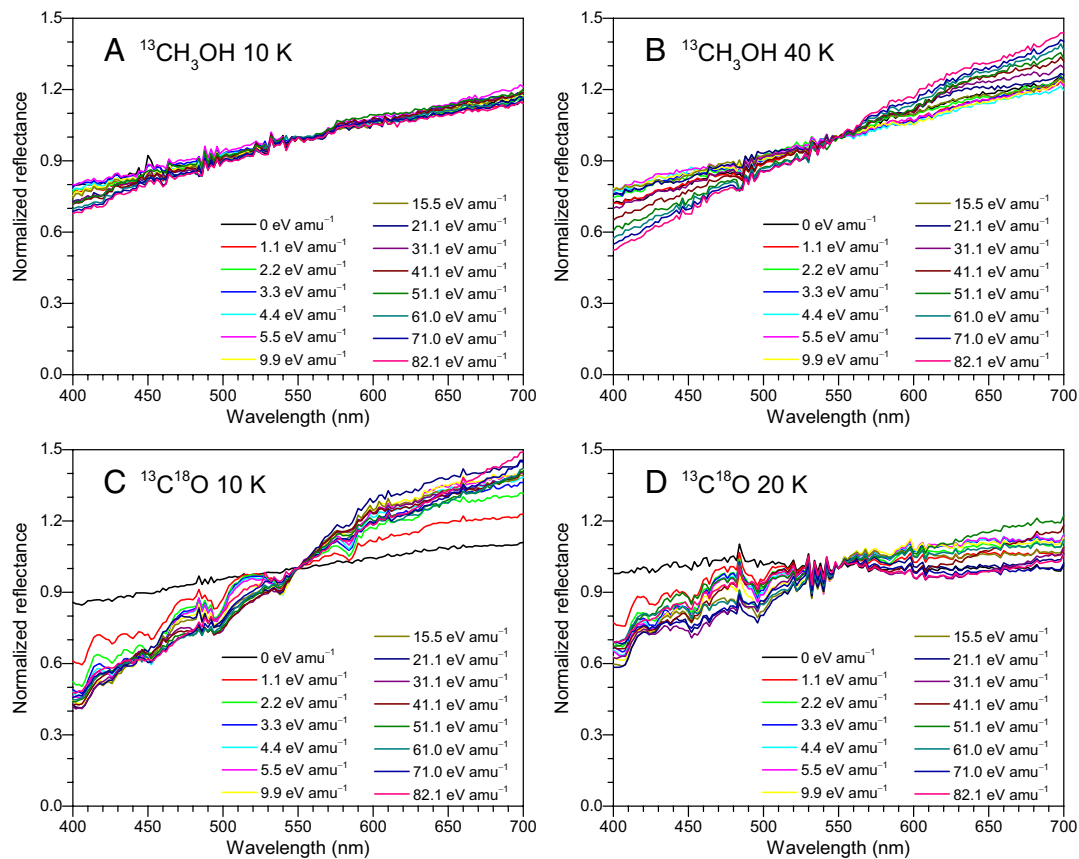 A ¹³CH₃OH 10 K
Normalized reflectance
1.5
1.2
0.9
0.6
0.3
0.0
0 eV amu⁻¹
1.1 eV amu⁻¹
2.2 eV amu⁻¹
3.3 eV amu⁻¹
4.4 eV amu⁻¹
5.5 eV amu⁻¹
9.9 eV amu⁻¹
15.5 eV amu⁻¹
21.1 eV amu⁻¹
31.1 eV amu⁻¹
41.1 eV amu⁻¹
51.1 eV amu⁻¹
61.0 eV amu⁻¹
71.0 eV amu⁻¹
82.1 eV amu⁻¹
400 450 500 550 600 650 700
Wavelength (nm)
B ¹³CH₃OH 40 K
Normalized reflectance
1.5
1.2
0.9
0.6
0.3
0.0
0 eV amu⁻¹
1.1 eV amu⁻¹
2.2 eV amu⁻¹
3.3 eV amu⁻¹
4.4 eV amu⁻¹
5.5 eV amu⁻¹
9.9 eV amu⁻¹
15.5 eV amu⁻¹
21.1 eV amu⁻¹
31.1 eV amu⁻¹
41.1 eV amu⁻¹
51.1 eV amu⁻¹
61.0 eV amu⁻¹
71.0 eV amu⁻¹
82.1 eV amu⁻¹
400 450 500 550 600 650 700
Wavelength (nm)
C ¹³C¹⁸O 10 K
Normalized reflectance
1.5
1.2
0.9
0.6
0.3
0.0
0 eV amu⁻¹
1.1 eV amu⁻¹
2.2 eV amu⁻¹
3.3 eV amu⁻¹
4.4 eV amu⁻¹
5.5 eV amu⁻¹
9.9 eV amu⁻¹
15.5 eV amu⁻¹
21.1 eV amu⁻¹
31.1 eV amu⁻¹
41.1 eV amu⁻¹
51.1 eV amu⁻¹
61.0 eV amu⁻¹
71.0 eV amu⁻¹
82.1 eV amu⁻¹
400 450 500 550 600 650 700
Wavelength (nm)
D ¹³C¹⁸O 20 K
Normalized reflectance
1.5
1.2
0.9
0.6
0.3
0.0
0 eV amu⁻¹
1.1 eV amu⁻¹
2.2 eV amu⁻¹
3.3 eV amu⁻¹
4.4 eV amu⁻¹
5.5 eV amu⁻¹
9.9 eV amu⁻¹
15.5 eV amu⁻¹
21.1 eV amu⁻¹
31.1 eV amu⁻¹
41.1 eV amu⁻¹
51.1 eV amu⁻¹
61.0 eV amu⁻¹
71.0 eV amu⁻¹
82.1 eV amu⁻¹
400 450 500 550 600 650 700
Wavelength (nm)